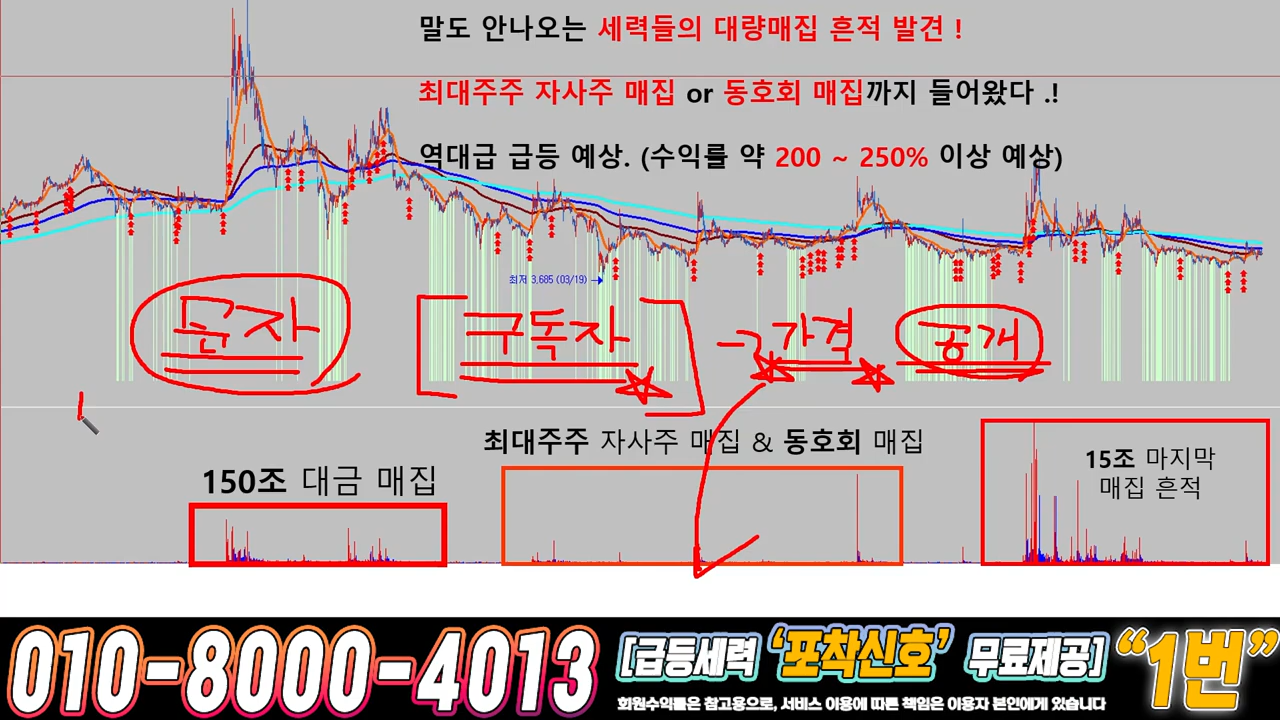 말도 안나오는 세력들의 대량매집 흔적 발견 !
최대주주 자사주 매집 or 동호회 매집까지 들어왔다 .!
역대급 급등 예상. (수익률 약 200 ~ 250% 이상 예상)
최저 3,685 (03/19)
문자 구독자 가격 공개
최대주주 자사주 매집 & 동호회 매집
150조 대금 매집
15조 마지막
매집 흔적
010-8000-4013 [급등세력 '포착신호' 무료제공] "1번"
회원수익률은 참고용으로, 서비스 이용에 따른 책임은 이용자 본인에게 있습니다